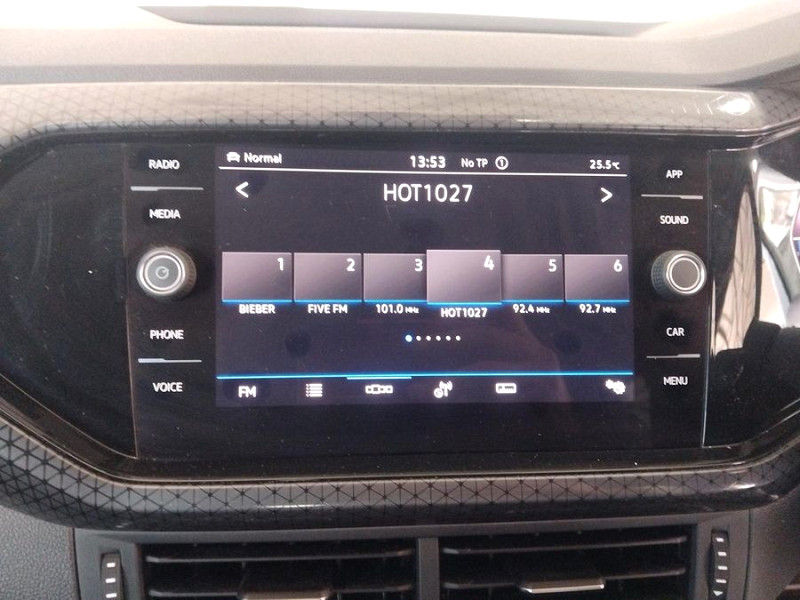 RADIO
MEDIA
PHONE
VOICE
Normal 13:53 No TP 1 25.5°C
< HOT1027 >
1 2 3 4 5 6
BIEBER FIVE FM 101.0 MHz HOT1027 92.4 MHz 92.7 MHz
FM
APP
SOUND
CAR
MENU